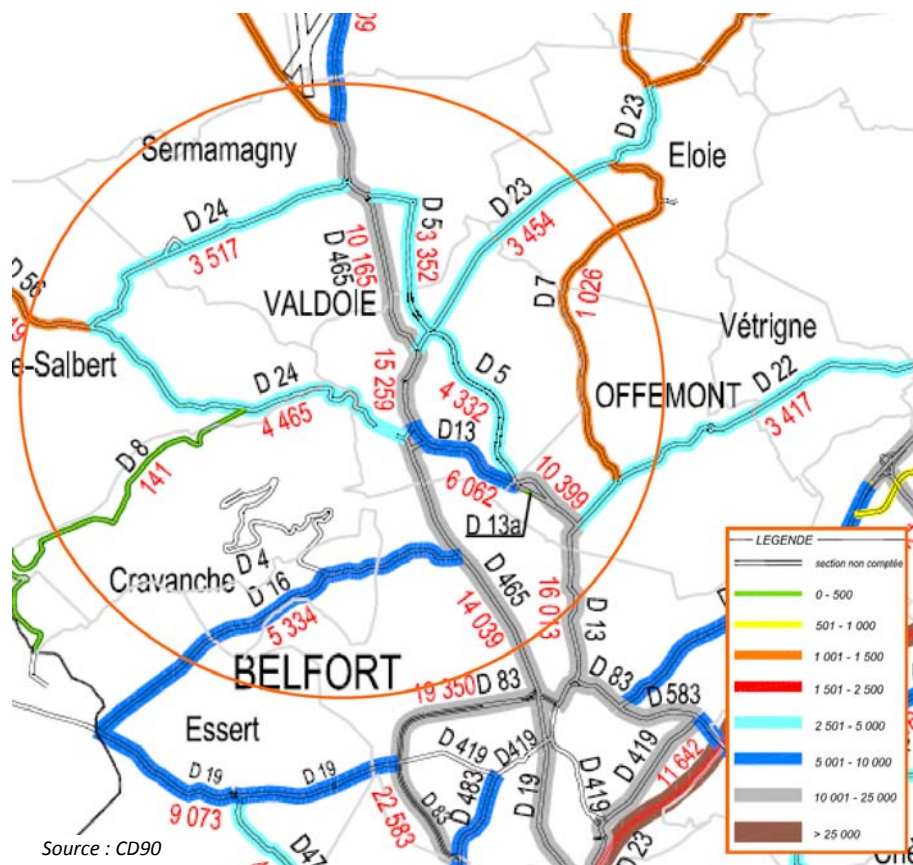 Sermamagny
D 23
Eloie
D 24
3 517
D 5
3 352
D 23
3 454
10 165
D 465
D 7
1 026
D 56
VALDOIE
e-Salbert
Vétrigne
D 24
4 465
15 259
D 5
4 332
OFFEMONT
D 22
3 417
D 8
141
D13
6 062
10 399
D 13a
Cravanche
D 4
D 16
5 334
D 465
14 039
16 013
D 13
BELFORT
19 350
D 83
D 83
D 583
Essert
D 419
D419
D 19
D 19
9 073
D 483
D 19
D 419
D 419
11 642
22 583
D 83
D47
D 23
LEGENDE
section non comptée
0 - 500
501 - 1 000
1 001 - 1 500
1 501 - 2 500
2 501 - 5 000
5 001 - 10 000
10 001 - 25 000
> 25 000
Source : CD90